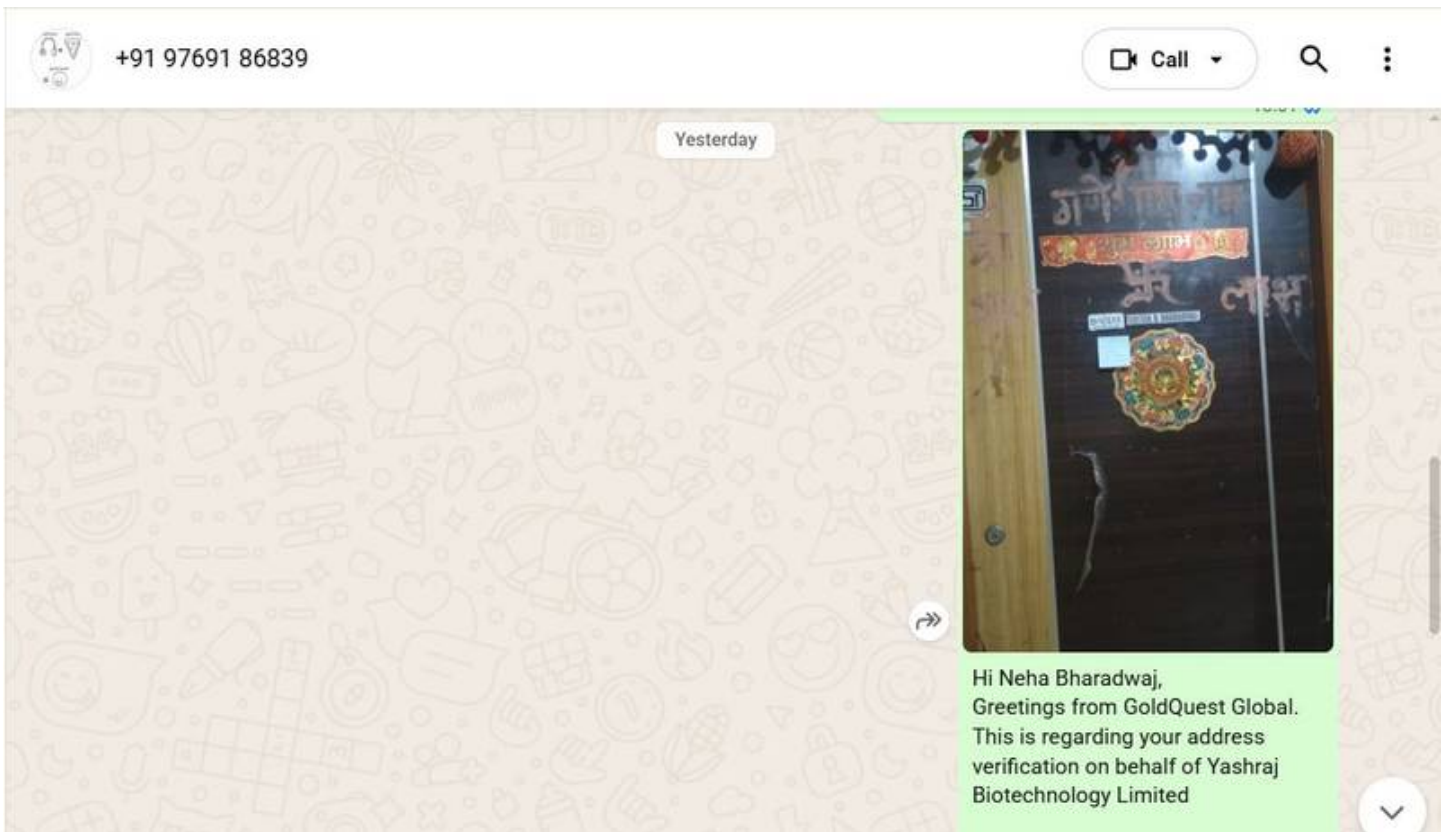 +91 97691 86839
Call
Yesterday
शुभ लाभ
लाभ
Hi Neha Bharadwaj,
Greetings from GoldQuest Global.
This is regarding your address
verification on behalf of Yashraj
Biotechnology Limited